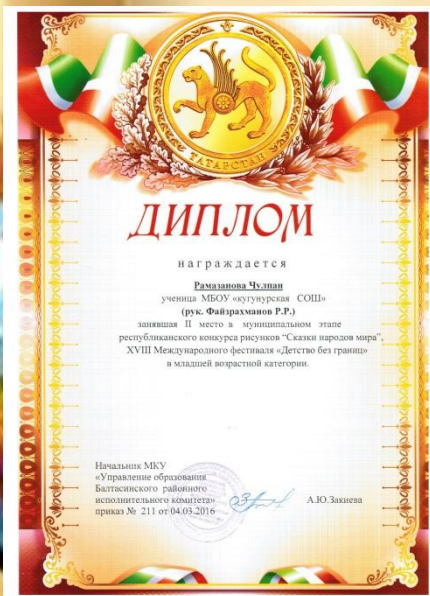 ТАТАРСТАН
ДИПЛОМ
награждается
Рамазанова Чулпан
ученица МБОУ «кугунурская СОШ»
(рук. Файзрахманов Р.Р.)
занявшая II место в муниципальном этапе
республиканского конкурса рисунков “Сказки народов мира”,
XVIII Международного фестиваля «Детство без границ»
в младшей возрастной категории.
Начальник МКУ
«Управление образования
Балтасинского районного
исполнительного комитета» А.Ю.Закиева
приказ № 211 от 04.03.2016